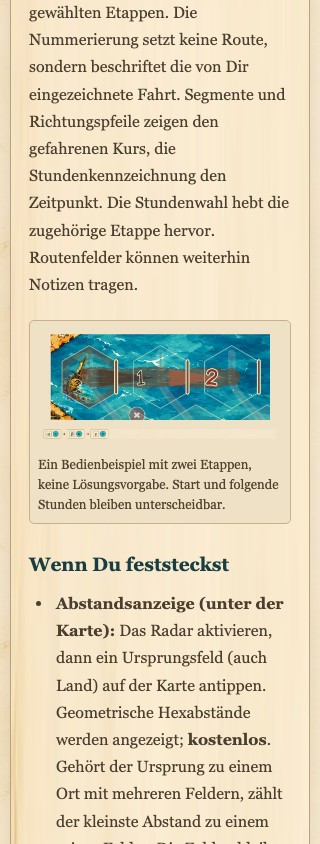 gewählten Etappen. Die
Nummerierung setzt keine Route,
sondern beschriftet die von Dir
eingezeichnete Fahrt. Segmente und
Richtungspfeile zeigen den
gefahrenen Kurs, die
Stundenkennzeichnung den
Zeitpunkt. Die Stundenwahl hebt die
zugehörige Etappe hervor.
Routenfelder können weiterhin
Notizen tragen.
1 2
Ein Bedienbeispiel mit zwei Etappen,
keine Lösungsvorgabe. Start und folgende
Stunden bleiben unterscheidbar.
Wenn Du feststeckst
• Abstandsanzeige (unter der
Karte): Das Radar aktivieren,
dann ein Ursprungsfeld (auch
Land) auf der Karte antippen.
Geometrische Hexabstände
werden angezeigt; kostenlos.
Gehört der Ursprung zu einem
Ort mit mehreren Feldern, zählt
der kleinste Abstand zu einem